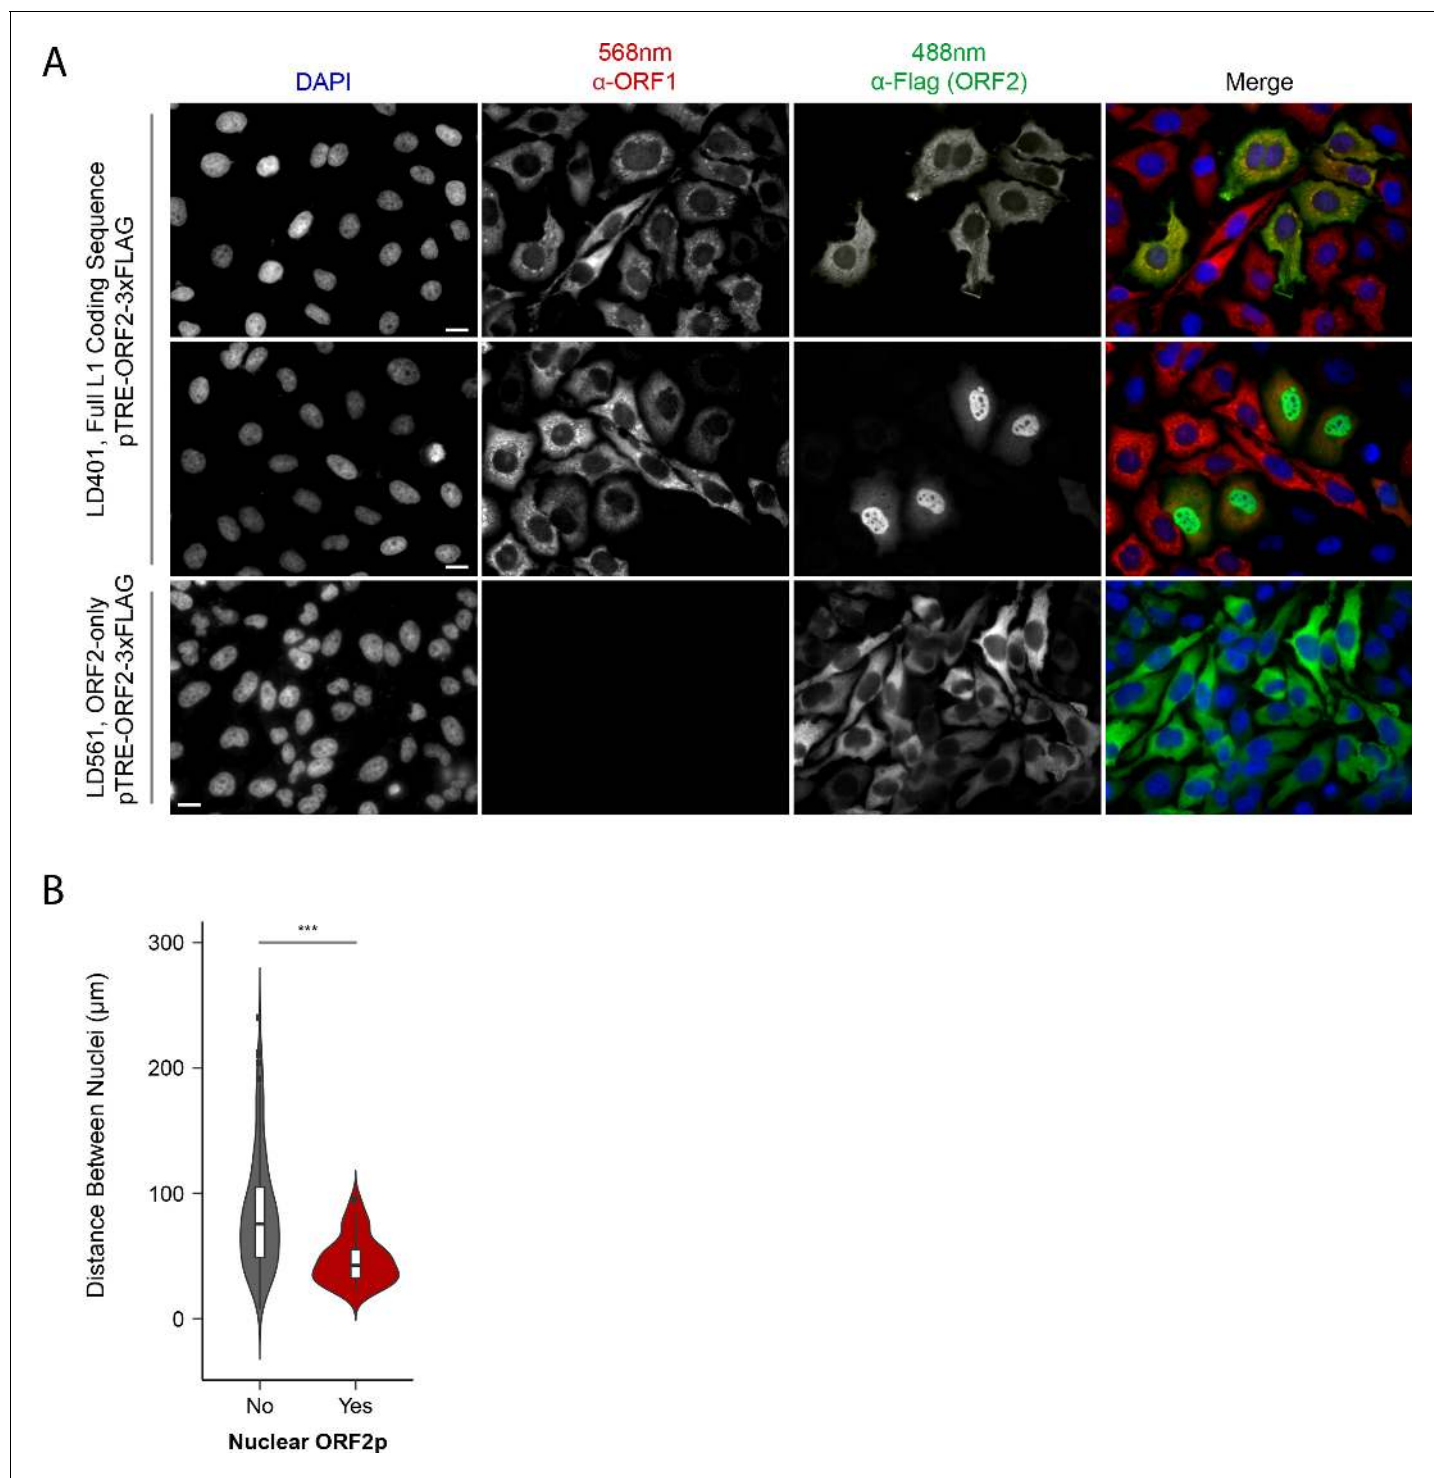 A
DAPI
568nm
α-ORF1
488nm
α-Flag (ORF2)
Merge
LD401, Full L1 Coding Sequence
pTRE-ORF2-3xFLAG
LD561, ORF2-only
pTRE-ORF2-3xFLAG
B
***
300
200
100
0
Distance Between Nuclei (µm)
No
Yes
Nuclear ORF2p